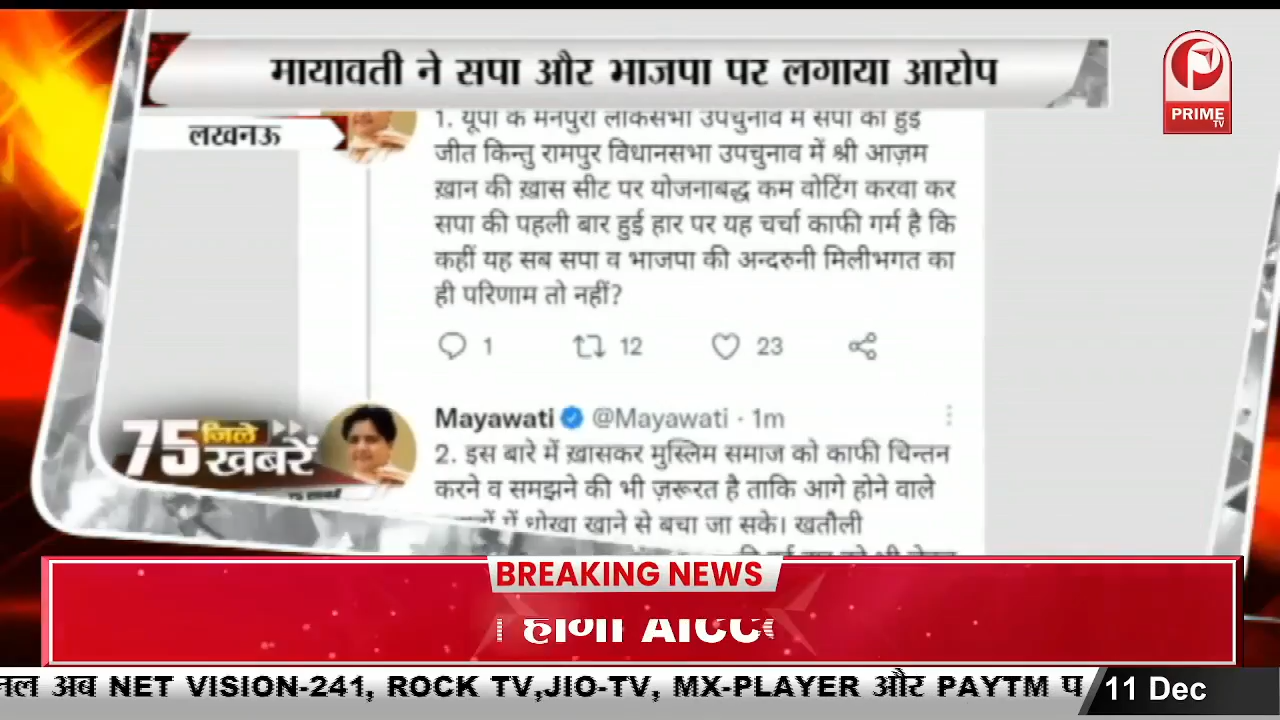 मायावती ने सपा और भाजपा पर लगाया आरोप
PRIME
TV
लखनऊ
1. यूपी के मैनपुरी लोकसभा उपचुनाव में सपा की हुई
जीत किन्तु रामपुर विधानसभा उपचुनाव में श्री आज़म
ख़ान की ख़ास सीट पर योजनाबद्ध कम वोटिंग करवा कर
सपा की पहली बार हुई हार पर यह चर्चा काफी गर्म है कि
कहीं यह सब सपा व भाजपा की अन्दरुनी मिलीभगत का
ही परिणाम तो नहीं?
1 12 23
Mayawati @Mayawati · 1m
2. इस बारे में ख़ासकर मुस्लिम समाज को काफी चिन्तन
करने व समझने की भी ज़रूरत है ताकि आगे होने वाले
में धोखा खाने से बचा जा सके। खतौली
75 जिले
खबरें
BREAKING NEWS
होगा AICC
अब NET VISION-241, ROCK TV,JIO-TV, MX-PLAYER और PAYTM
11 Dec